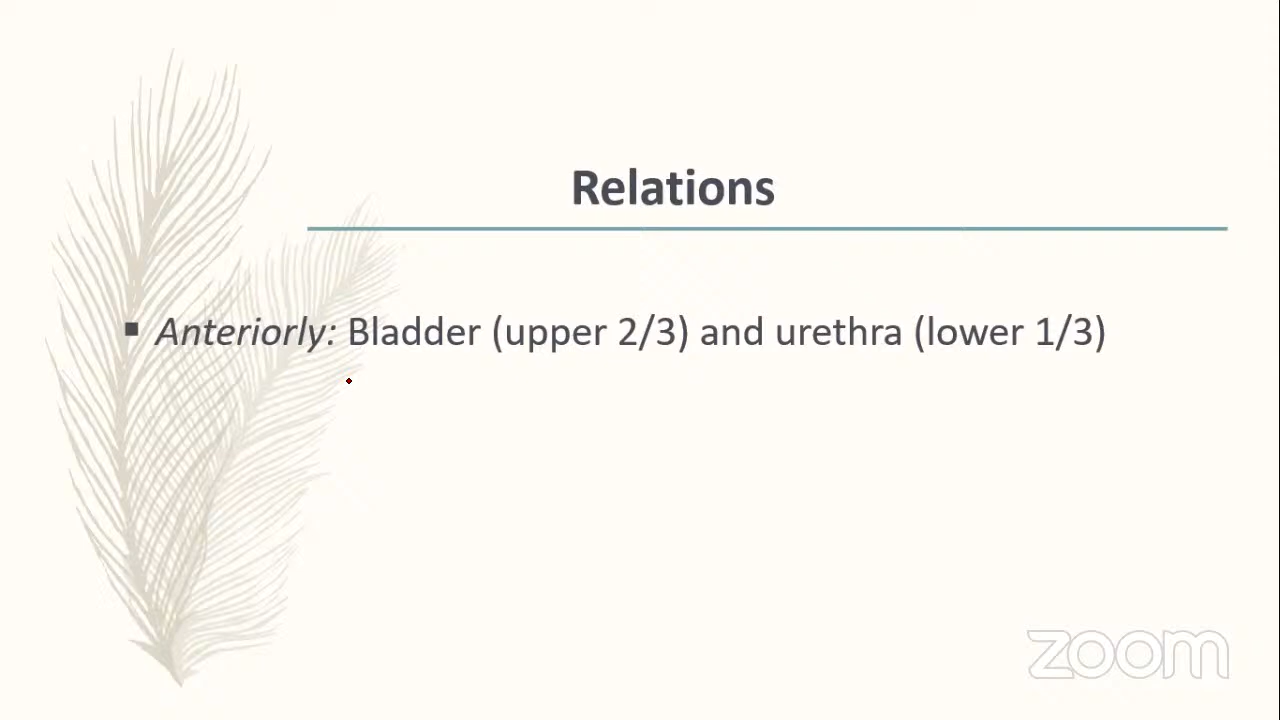 Relations
▪ Anteriorly: Bladder (upper 2/3) and urethra (lower 1/3)
zoom